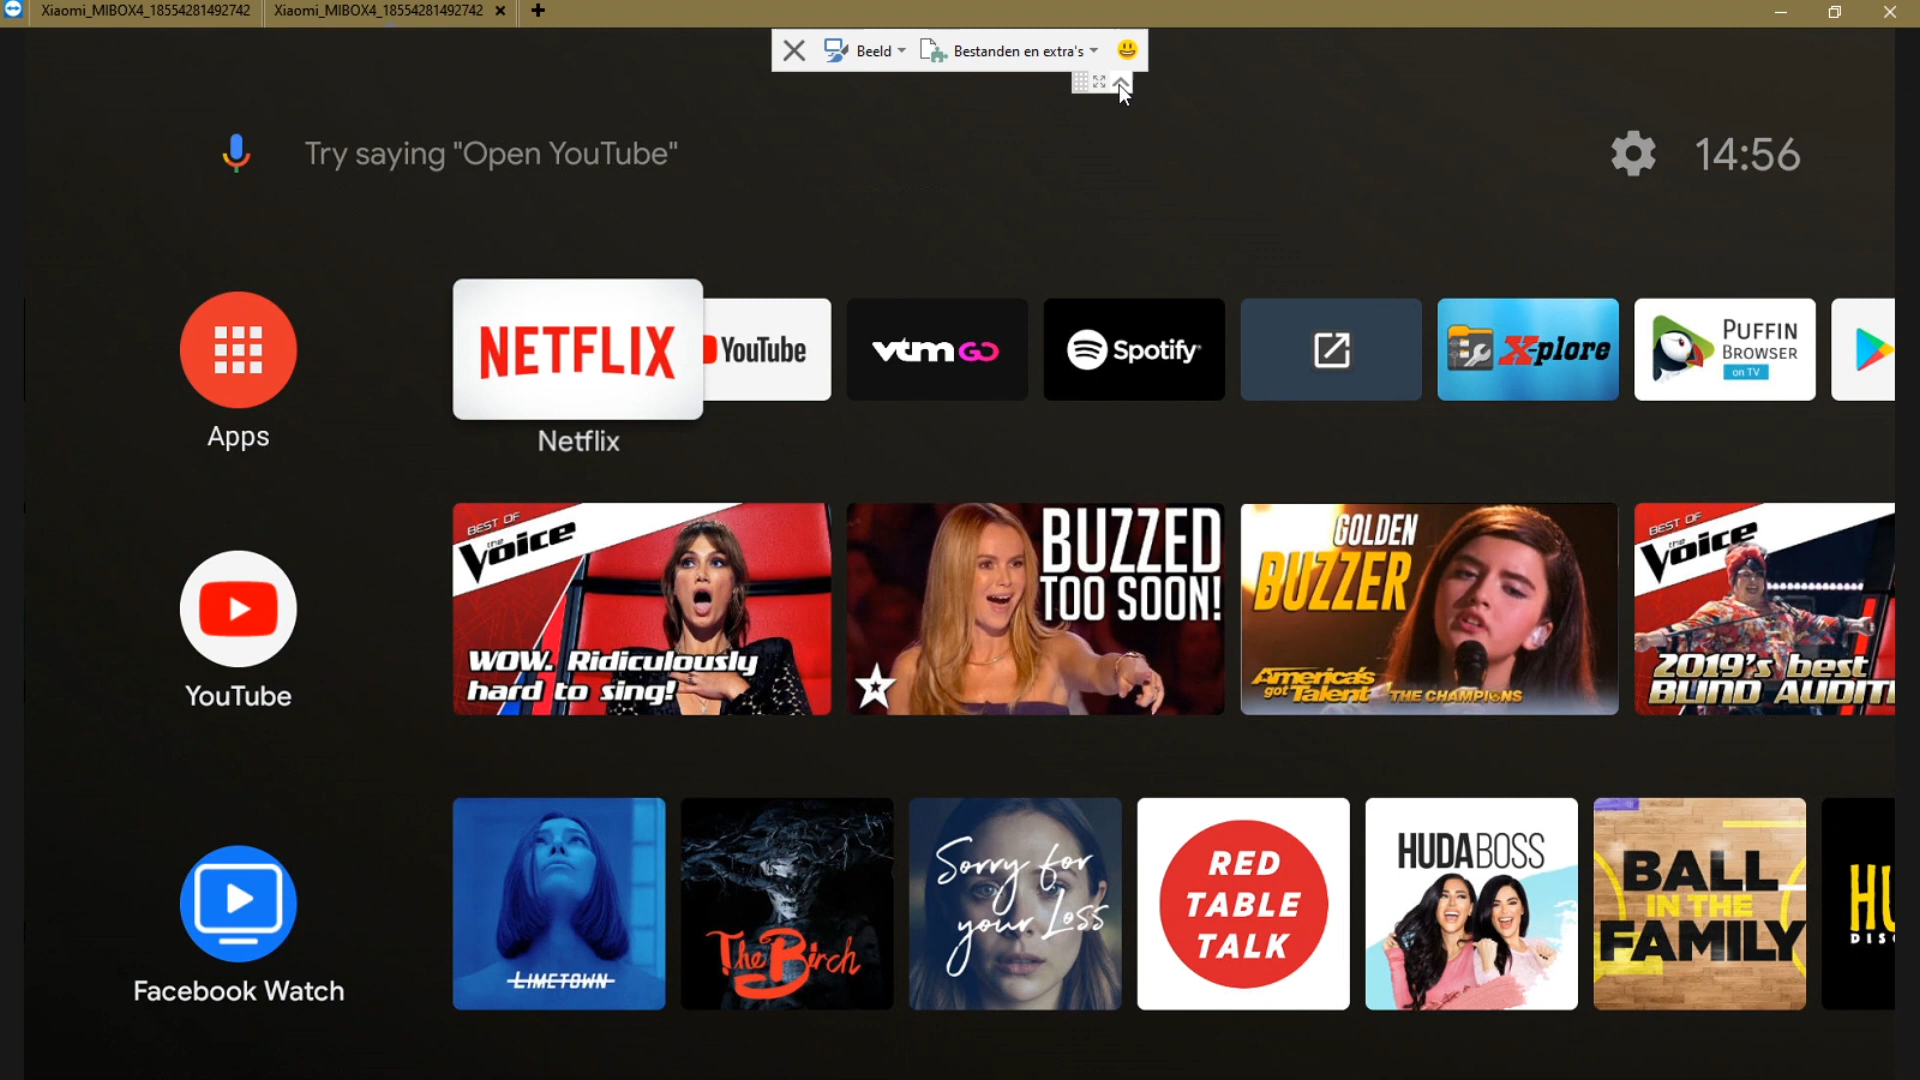 Xiaomi_MIBOX4_18554281492742 Xiaomi_MIBOX4_18554281492742
Beeld Bestanden en extra's
Try saying "Open YouTube"
14:56
NETFLIX
YouTube
vtm GO
Spotify
X-plore
PUFFIN
BROWSER
on TV
Apps
Netflix
BEST OF
the
Voice
WOW. Ridiculously
hard to sing!
BUZZED
TOO SOON!
GOLDEN
BUZZER
America's
got Talent THE CHAMPIONS
BEST OF
the
Voice
2019's best
BLIND AUDITI
YouTube
LIMETOWN
The Birch
Sorry for
your Loss
RED
TABLE
TALK
HUDABOSS
BALL
IN THE
FAMILY
HU
DISC
Facebook Watch